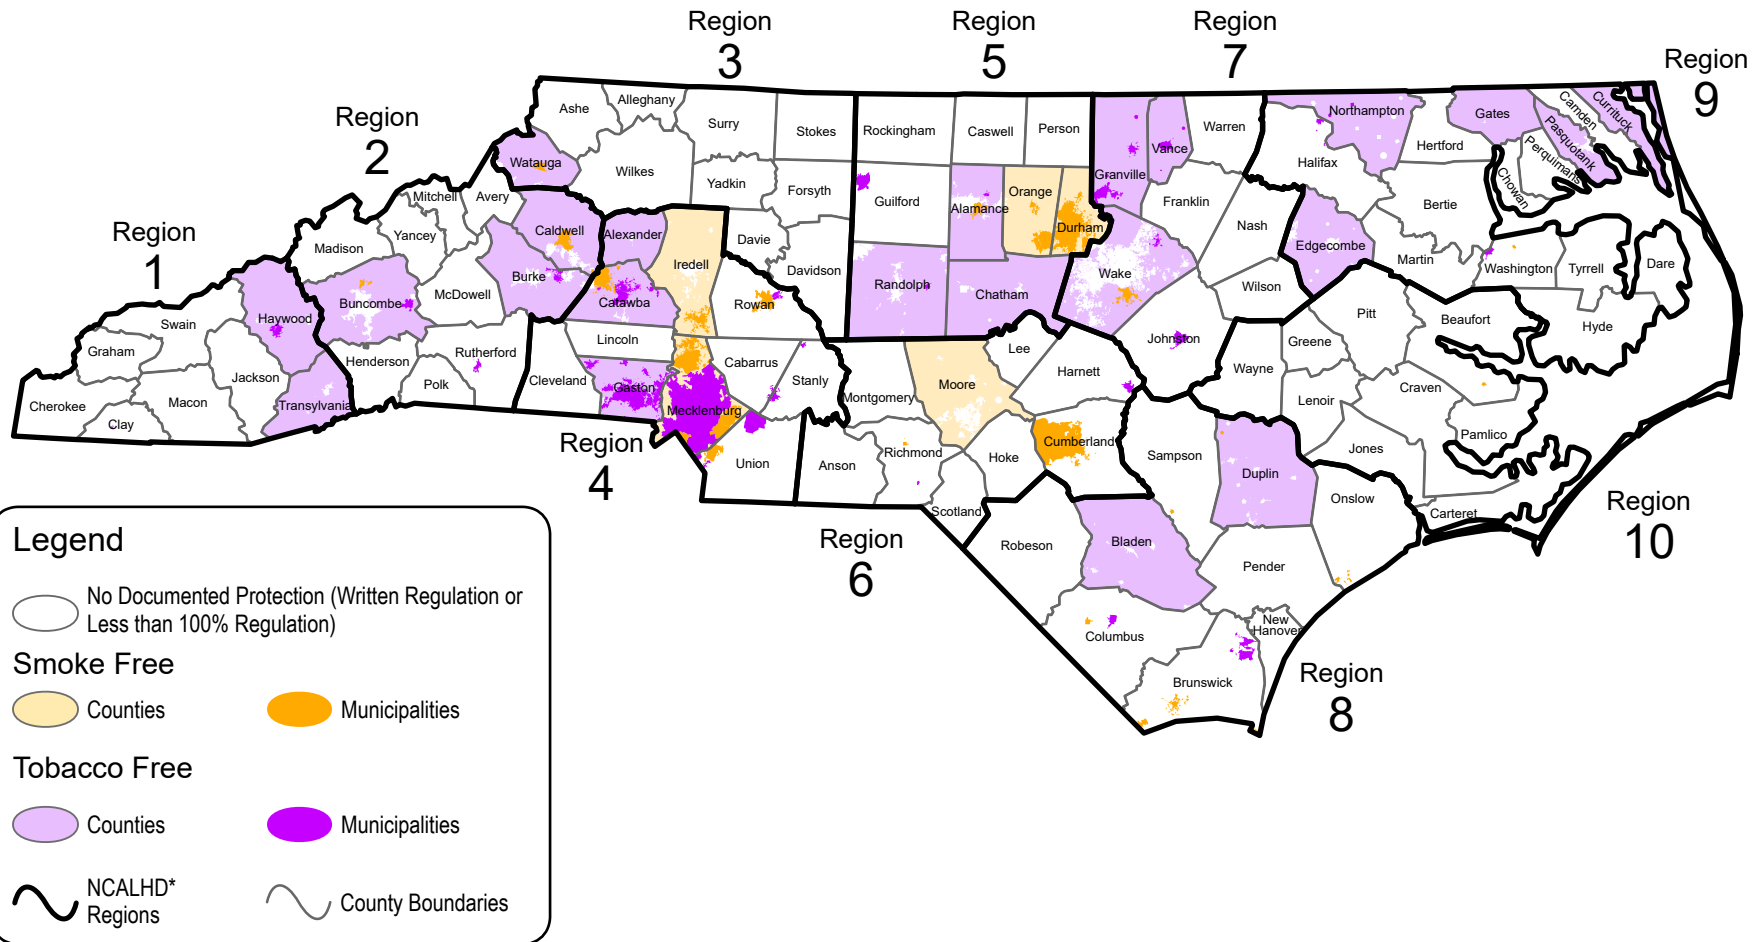 Region
3
Region
5
Region
7
Region
9
Region
2
Region
1
Region
4
Region
6
Region
8
Region
10
Ashe
Alleghany
Surry
Stokes
Rockingham
Caswell
Person
Granville
Vance
Warren
Northampton
Gates
Camden
Currituck
Pasquotank
Perquimans
Chowan
Hertford
Halifax
Bertie
Watauga
Wilkes
Yadkin
Forsyth
Guilford
Alamance
Orange
Durham
Franklin
Nash
Edgecombe
Martin
Washington
Tyrrell
Dare
Mitchell
Avery
Yancey
Madison
Caldwell
Alexander
Iredell
Davie
Davidson
Randolph
Chatham
Wake
Wilson
Pitt
Beaufort
Hyde
Buncombe
McDowell
Burke
Catawba
Rowan
Haywood
Swain
Graham
Jackson
Macon
Cherokee
Clay
Transylvania
Henderson
Polk
Rutherford
Cleveland
Lincoln
Gaston
Mecklenburg
Cabarrus
Stanly
Union
Montgomery
Moore
Lee
Harnett
Johnston
Wayne
Greene
Lenoir
Craven
Pamlico
Jones
Carteret
Anson
Richmond
Scotland
Hoke
Cumberland
Sampson
Duplin
Onslow
Robeson
Bladen
Pender
Columbus
Brunswick
New
Hanover
Legend
No Documented Protection (Written Regulation or
Less than 100% Regulation)
Smoke Free
Counties
Municipalities
Tobacco Free
Counties
Municipalities
NCALHD*
Regions
County Boundaries